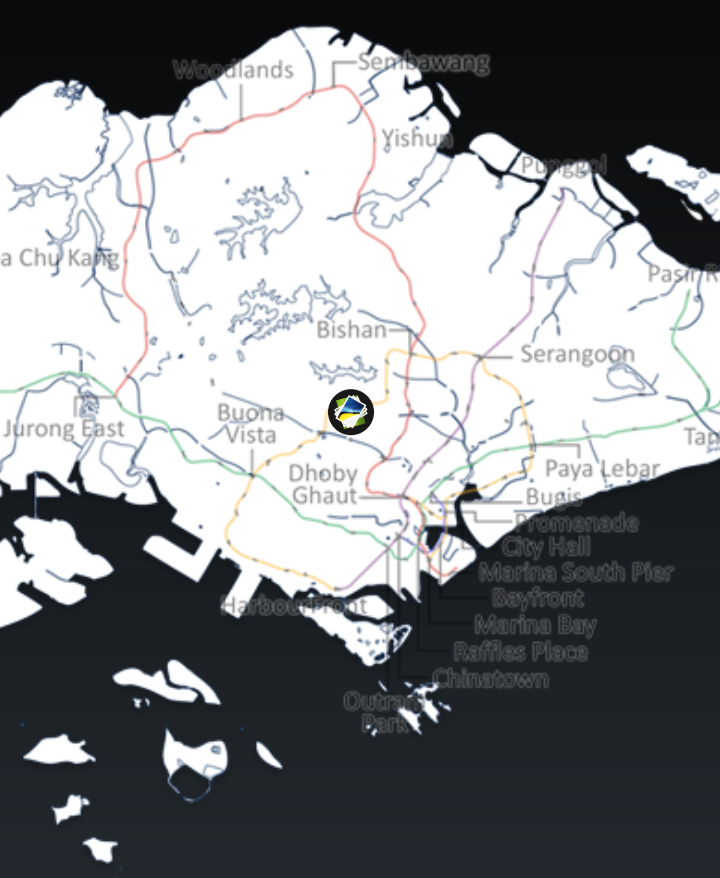 Woodlands
Sembawang
Yishun
Punggol
a Chu Kang
Pasir R
Bishan
Serangoon
Jurong East
Buona
Vista
Dhoby
Ghaut
Paya Lebar
Tan
Bugis
Promenade
City Hall
Marina South Pier
Bayfront
HarbourFront
Marina Bay
Raffles Place
Chinatown
Outram
Park